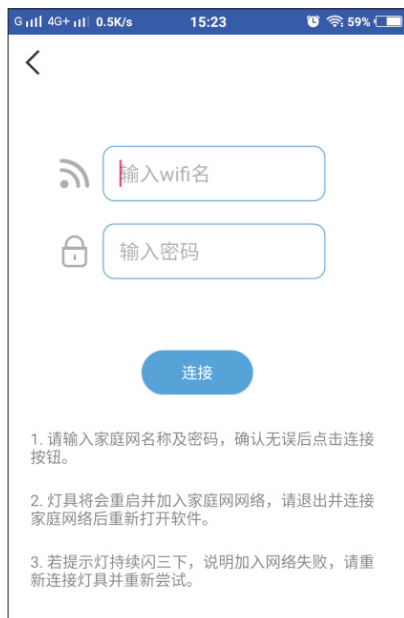 G 4G+ 0.5K/s 15:23 59%
输入wifi名
输入密码
连接
1. 请输入家庭网名称及密码，确认无误后点击连接
按钮。
2. 灯具将会重启并加入家庭网网络，请退出并连接
家庭网络后重新打开软件。
3. 若提示灯持续闪三下，说明加入网络失败，请重
新连接灯具并重新尝试。